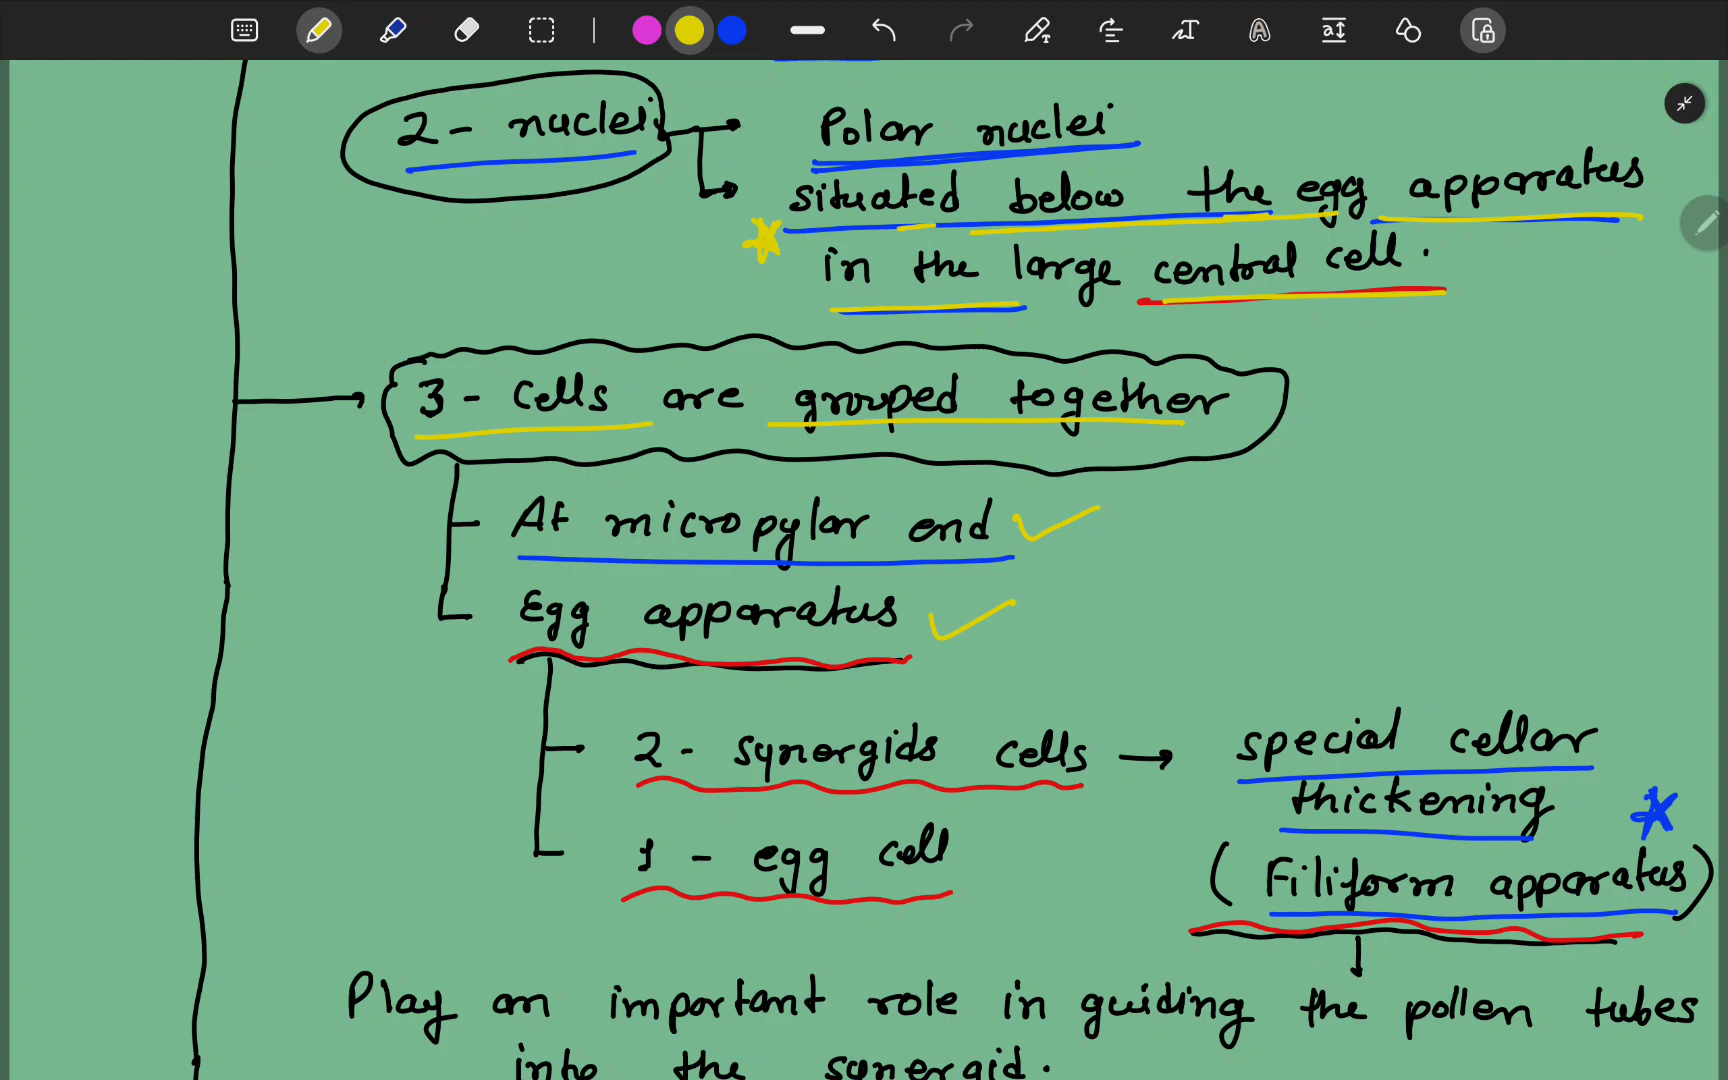 2 - nuclei → Polar nuclei
→ situated below the egg apparatus
in the large central cell.
3 - Cells are grouped together
At micropylar end
Egg apparatus
2 - synergids cells → special cellar
thickening
(Filiform apparatus)
1 - egg cell
Play an important role in guiding the pollen tubes
into the synergid.